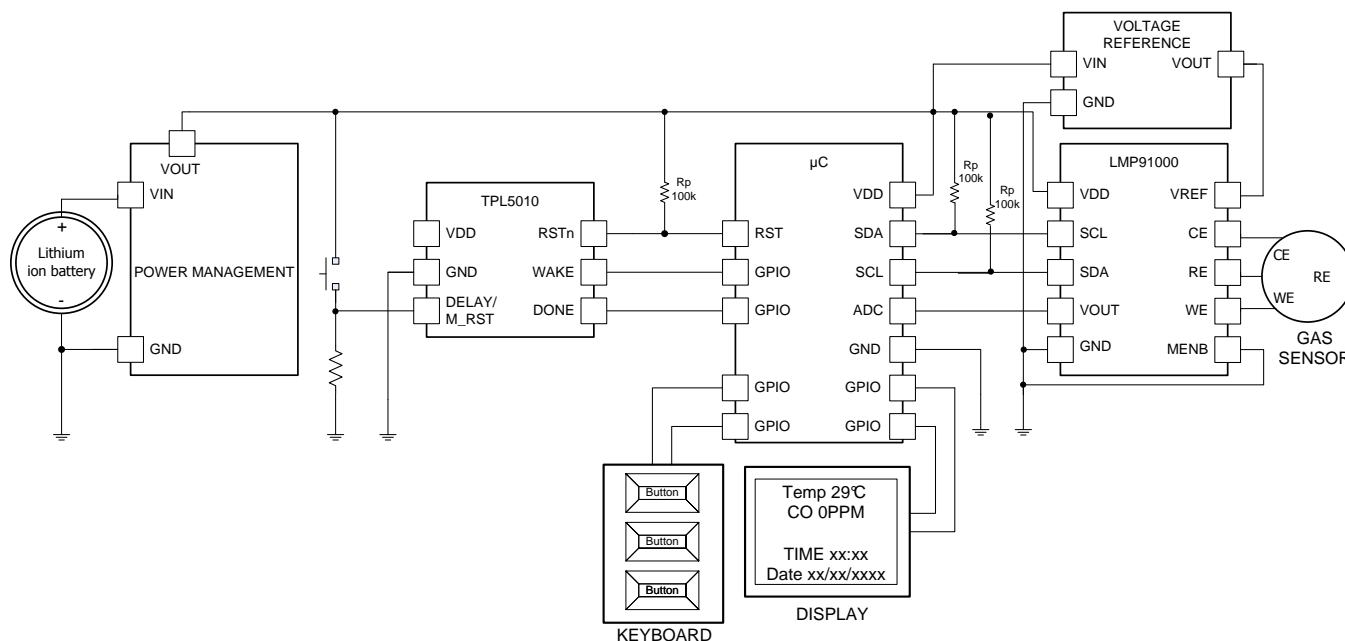 VOLTAGE
REFERENCE
VIN
VOUT
GND
VOUT
VIN
+
Lithium
ion battery
-
POWER MANAGEMENT
GND
TPL5010
VDD
RSTn
GND
WAKE
DELAY/
M_RST
DONE
Rp
100k
µC
VDD
RST
SDA
GPIO
SCL
GPIO
ADC
GND
GPIO
GPIO
GPIO
GPIO
Rp
100k
Rp
100k
LMP91000
VDD
VREF
SCL
CE
SDA
RE
VOUT
WE
GND
MENB
CE
RE
WE
GAS
SENSOR
Button
Button
Button
KEYBOARD
Temp 29°C
CO 0PPM
TIME xx:xx
Date xx/xx/xxxx
DISPLAY